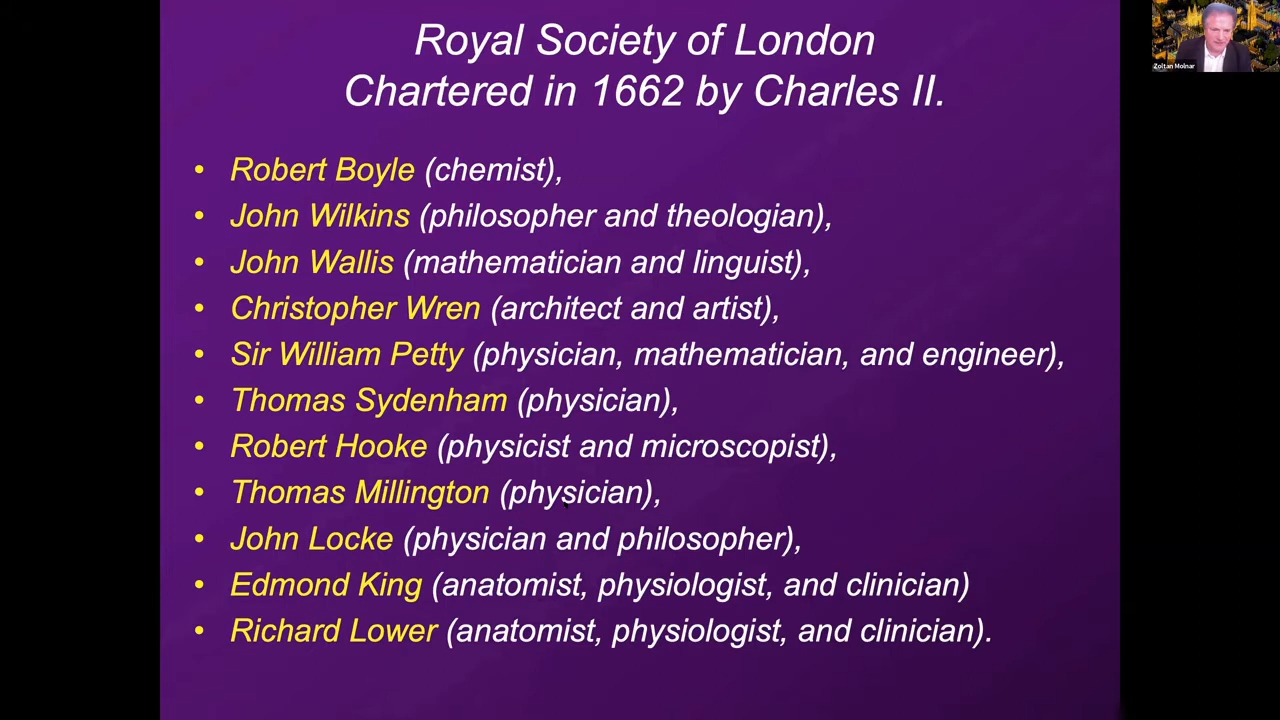 Royal Society of London
Chartered in 1662 by Charles II.
• Robert Boyle (chemist),
• John Wilkins (philosopher and theologian),
• John Wallis (mathematician and linguist),
• Christopher Wren (architect and artist),
• Sir William Petty (physician, mathematician, and engineer),
• Thomas Sydenham (physician),
• Robert Hooke (physicist and microscopist),
• Thomas Millington (physician),
• John Locke (physician and philosopher),
• Edmond King (anatomist, physiologist, and clinician)
• Richard Lower (anatomist, physiologist, and clinician).
Zoltan Molnar